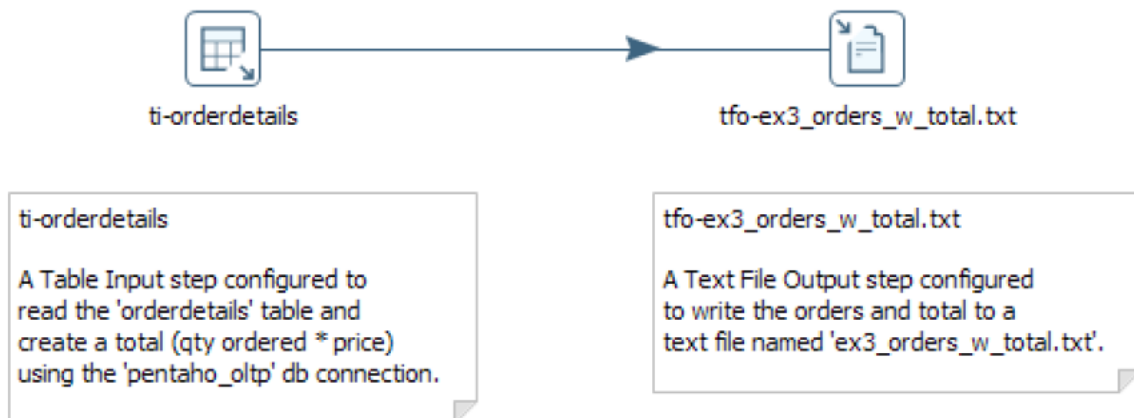 ti-orderdetails
tfo-ex3_orders_w_total.txt
ti-orderdetails
A Table Input step configured to
read the 'orderdetails' table and
create a total (qty ordered * price)
using the 'pentaho_oltp' db connection.
tfo-ex3_orders_w_total.txt
A Text File Output step configured
to write the orders and total to a
text file named 'ex3_orders_w_total.txt'.